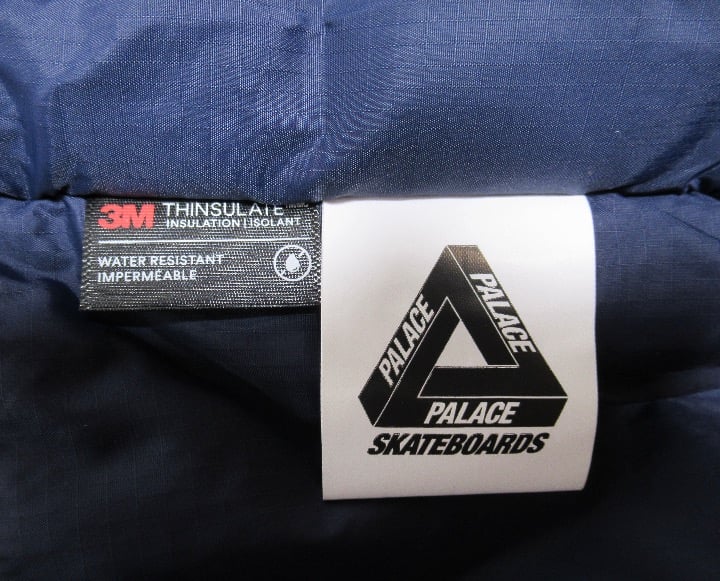 3M THINSULATE
INSULATION | ISOLANT
WATER RESISTANT
IMPERMÉABLE
PALACE
PALACE
PALACE
SKATEBOARDS